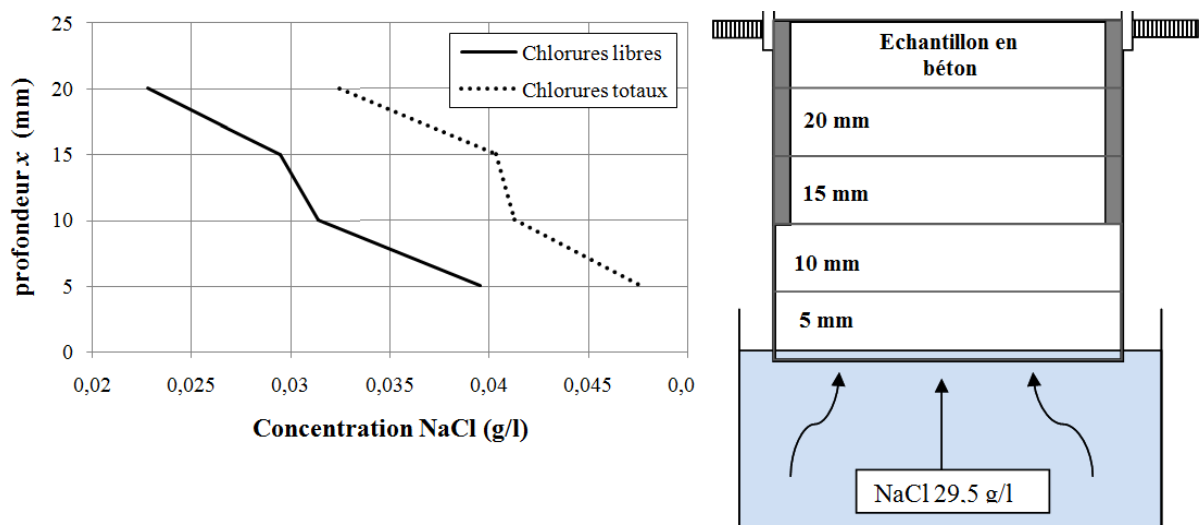 25
20
15
10
5
0
profondeur x (mm)
Chlorures libres
Chlorures totaux
0,02
0,025
0,03
0,035
0,04
0,045
0,0
Concentration NaCl (g/l)
Echantillon en
béton
20 mm
15 mm
10 mm
5 mm
NaCl 29.5 g/l